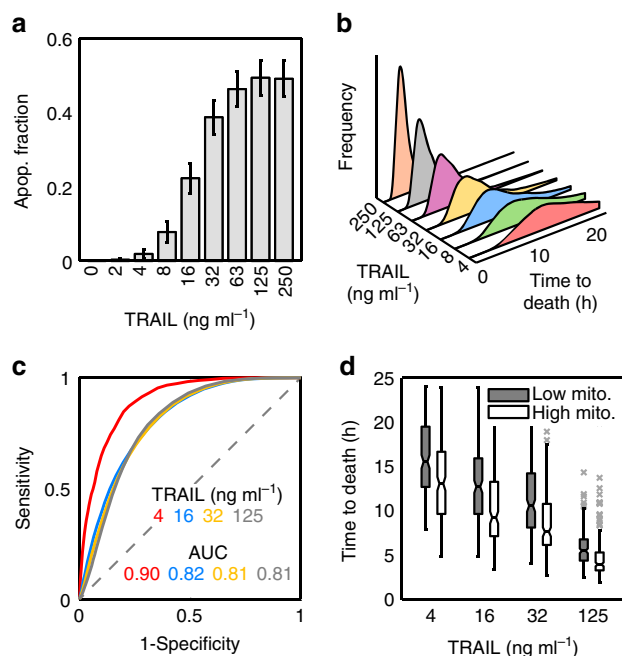 a
0.6
0.4
0.2
0
Apop. fraction
0 2 4 8 16 32 63 125 250
TRAIL (ng ml⁻¹)
b
Frequency
250 125 63 32 16 8 4
TRAIL
(ng ml⁻¹)
0 10 20
Time to
death (h)
c
1
0.5
0
Sensitivity
TRAIL (ng ml⁻¹)
4 16 32 125
AUC
0.90 0.82 0.81 0.81
0 0.5 1
1-Specificity
d
25
20
15
10
5
0
Time to death (h)
Low mito.
High mito.
4 16 32 125
TRAIL (ng ml⁻¹)